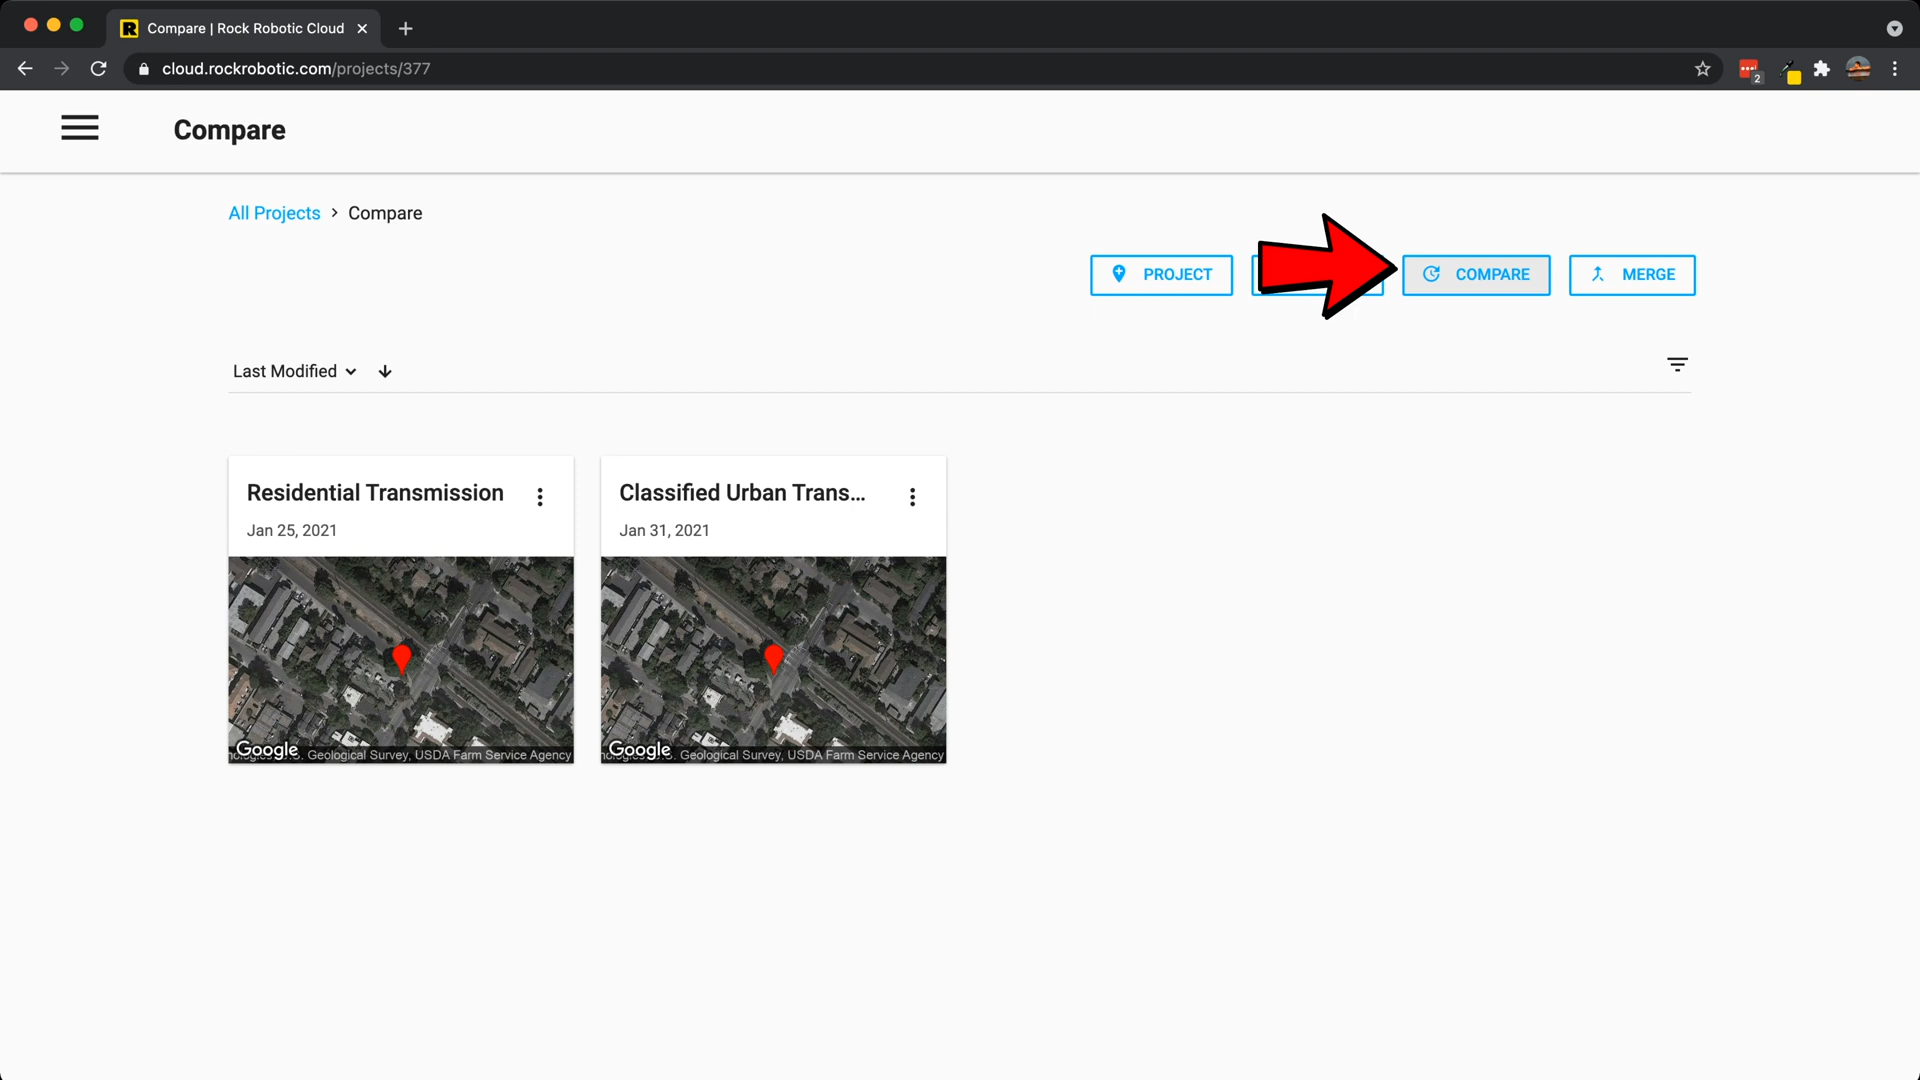 Compare | Rock Robotic Cloud
cloud.rockrobotic.com/projects/377
2
Compare
All Projects > Compare
PROJECT
COMPARE
MERGE
Last Modified
Residential Transmission
Jan 25, 2021
Classified Urban Trans...
Jan 31, 2021
Google
Geological Survey, USDA Farm Service Agency
Google
Geological Survey, USDA Farm Service Agency